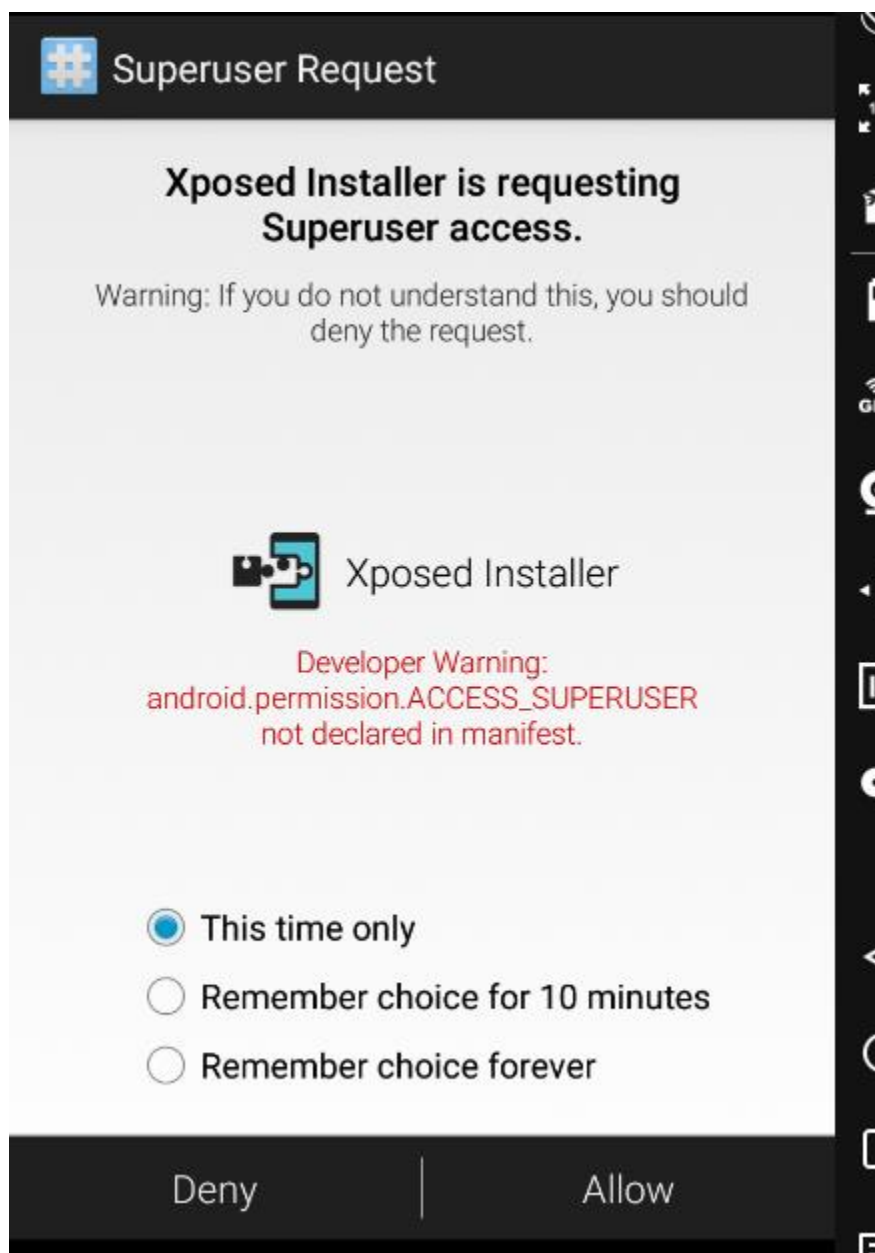 Superuser Request
Xposed Installer is requesting
Superuser access.
Warning: If you do not understand this, you should
deny the request.
Xposed Installer
Developer Warning:
android.permission.ACCESS_SUPERUSER
not declared in manifest.
This time only
Remember choice for 10 minutes
Remember choice forever
Deny
Allow